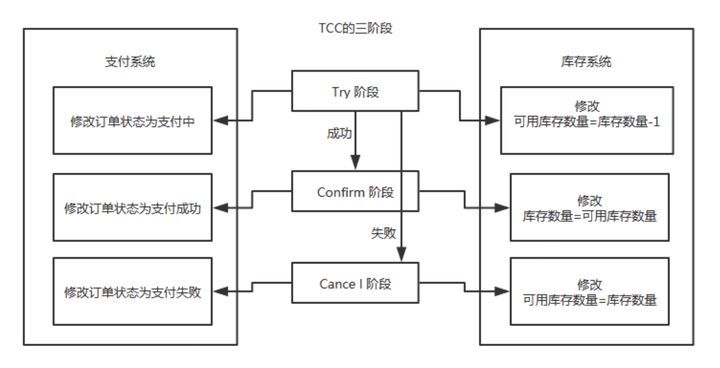 TCC的三阶段
支付系统
库存系统
Try 阶段
修改订单状态为支付中
修改
可用库存数量=库存数量-1
成功
Confirm 阶段
修改订单状态为支付成功
修改
库存数量=可用库存数量
失败
Cance l 阶段
修改订单状态为支付失败
修改
可用库存数量=库存数量